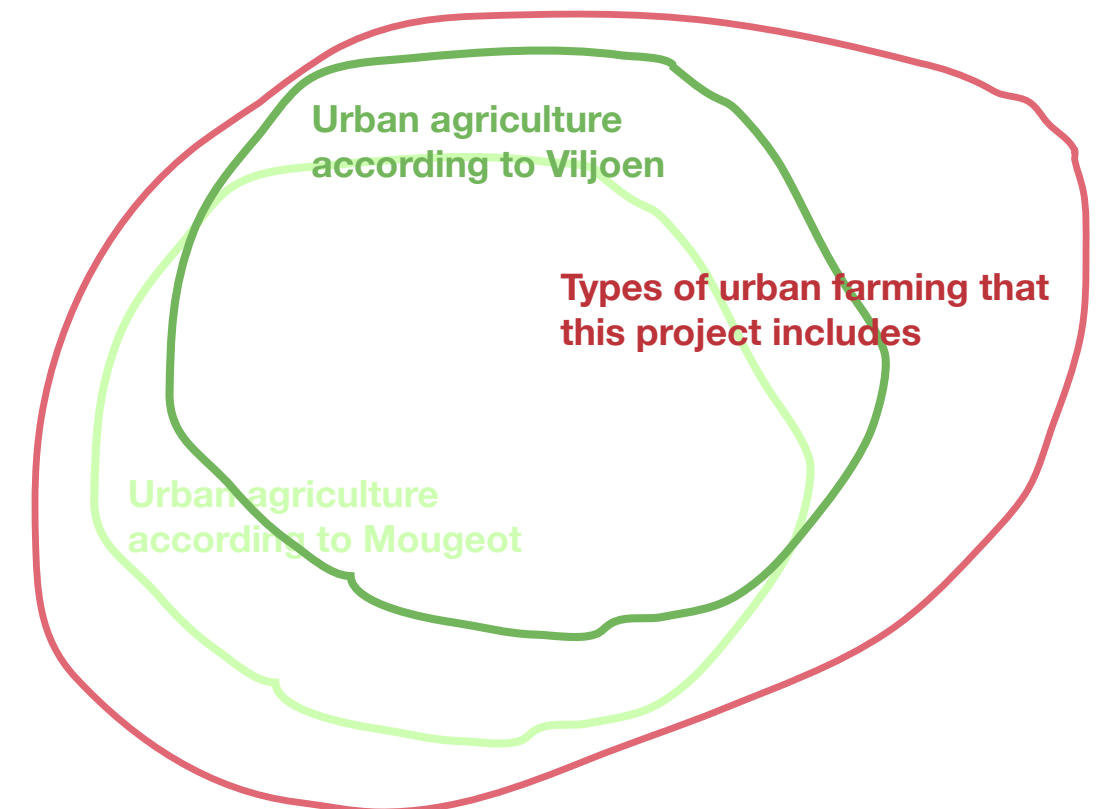 Urban agriculture
according to Viljoen
Types of urban farming that
this project includes
Urban agriculture
according to Mougeot